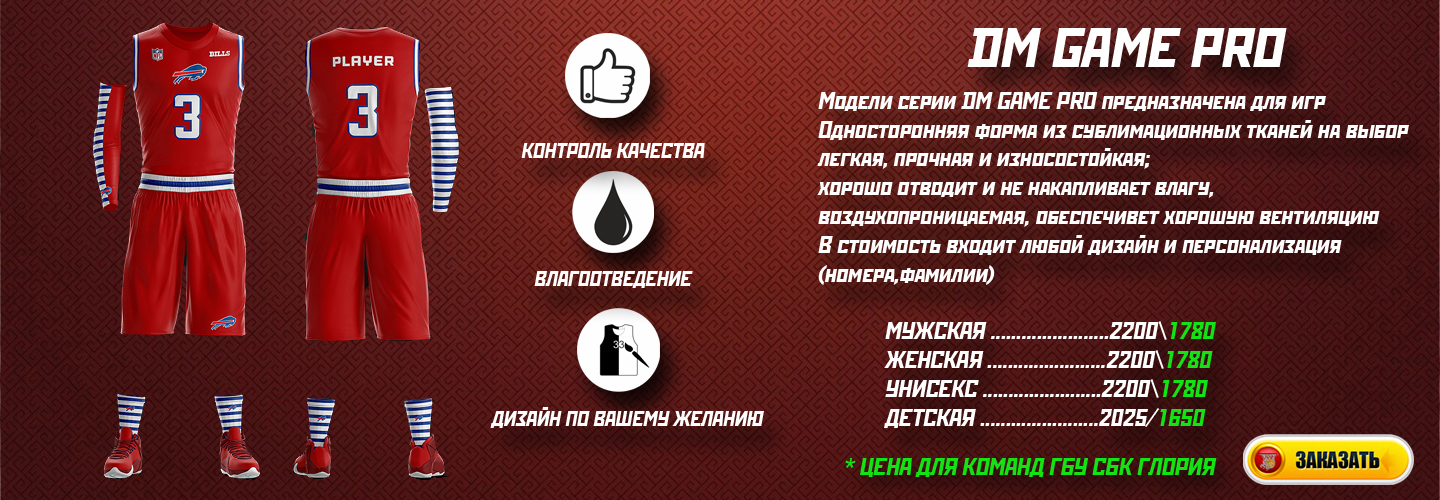 NFL
BILLS
3
PLAYER
3
КОНТРОЛЬ КАЧЕСТВА
ВЛАГООТВЕДЕНИЕ
33
ДИЗАЙН ПО ВАШЕМУ ЖЕЛАНИЮ
DM GAME PRO
Модели серии DM GAME PRO предназначена для игр
Односторонняя форма из сублимационных тканей на выбор
легкая, прочная и износостойкая;
хорошо отводит и не накапливает влагу,
воздухопроницаемая, обеспечивет хорошую вентиляцию
В стоимость входит любой дизайн и персонализация
(номера,фамилии)
МУЖСКАЯ .......................2200\1780
ЖЕНСКАЯ .......................2200\1780
УНИСЕКС .......................2200\1780
ДЕТСКАЯ .......................2025/1650
* ЦЕНА ДЛЯ КОМАНД ГБУ СБК ГЛОРИЯ
ЗАКАЗАТЬ